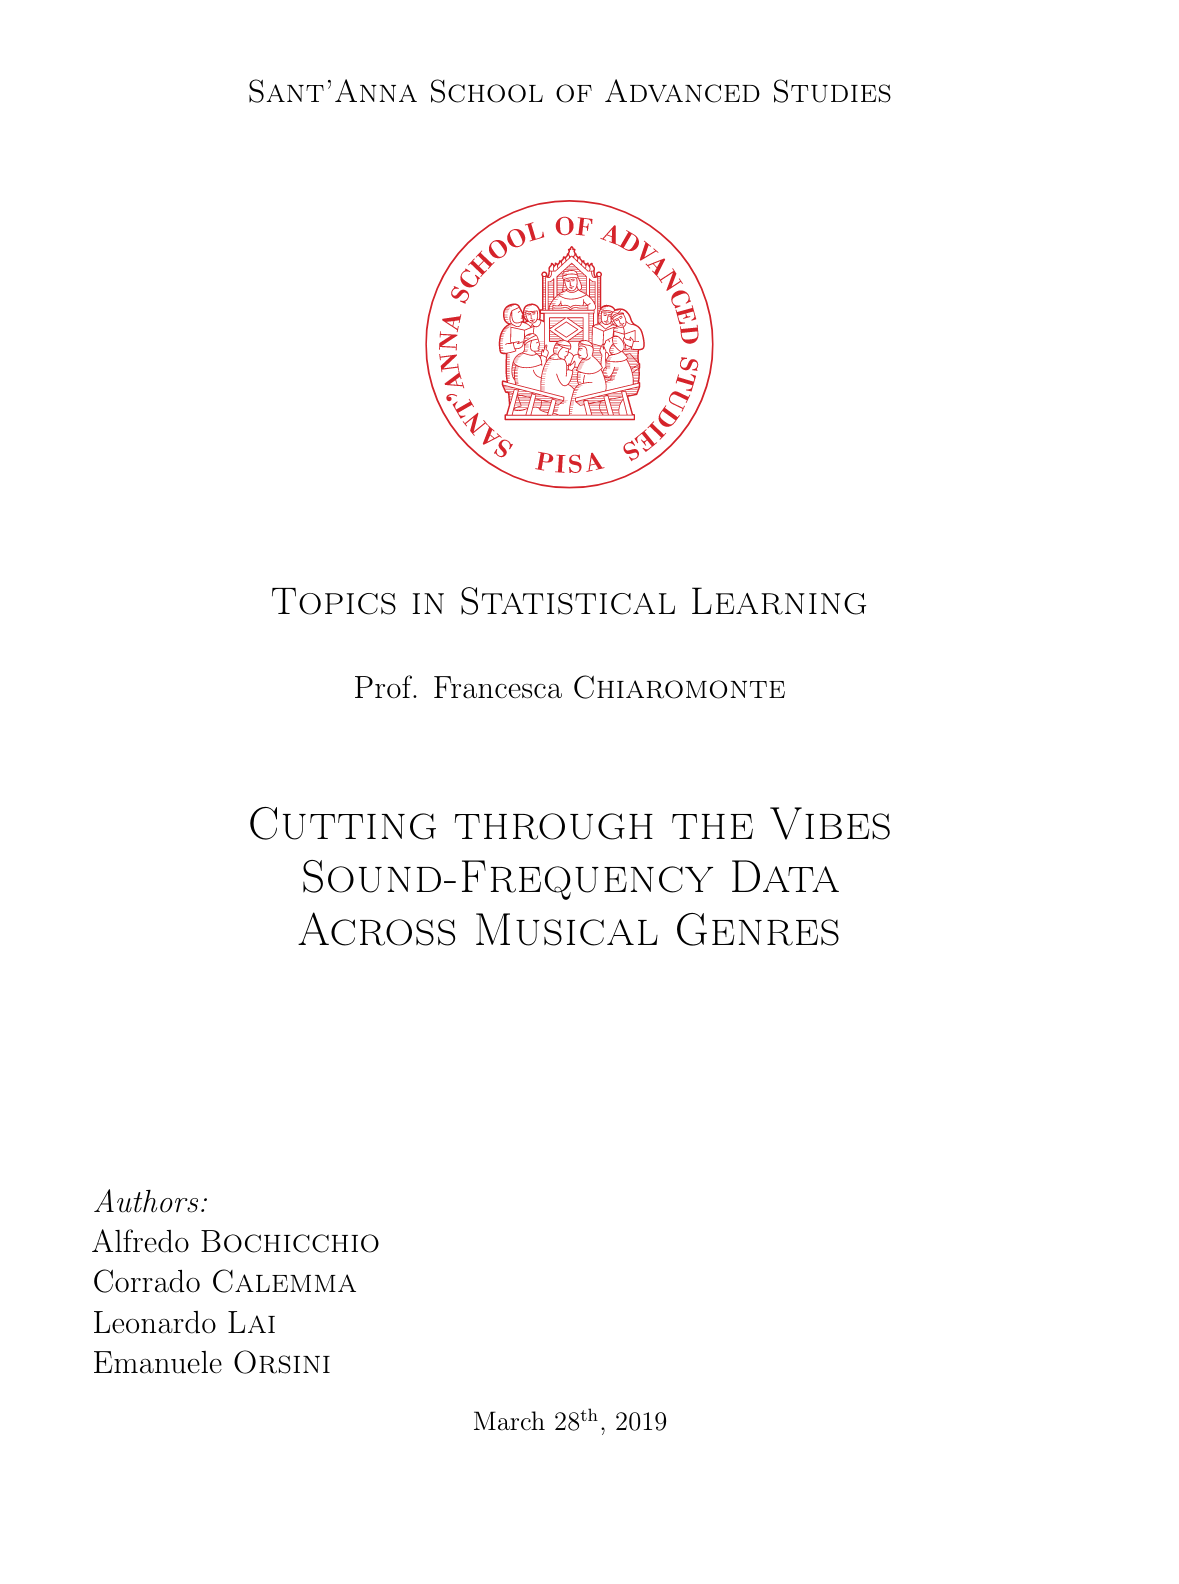 Sant'Anna School of Advanced Studies
SANT'ANNA SCHOOL OF ADVANCED STUDIES
PISA
Topics in Statistical Learning
Prof. Francesca Chiaromonte
Cutting through the Vibes
Sound-Frequency Data
Across Musical Genres
Authors:
Alfredo Bochicchio
Corrado Calemma
Leonardo Lai
Emanuele Orsini
March 28th, 2019